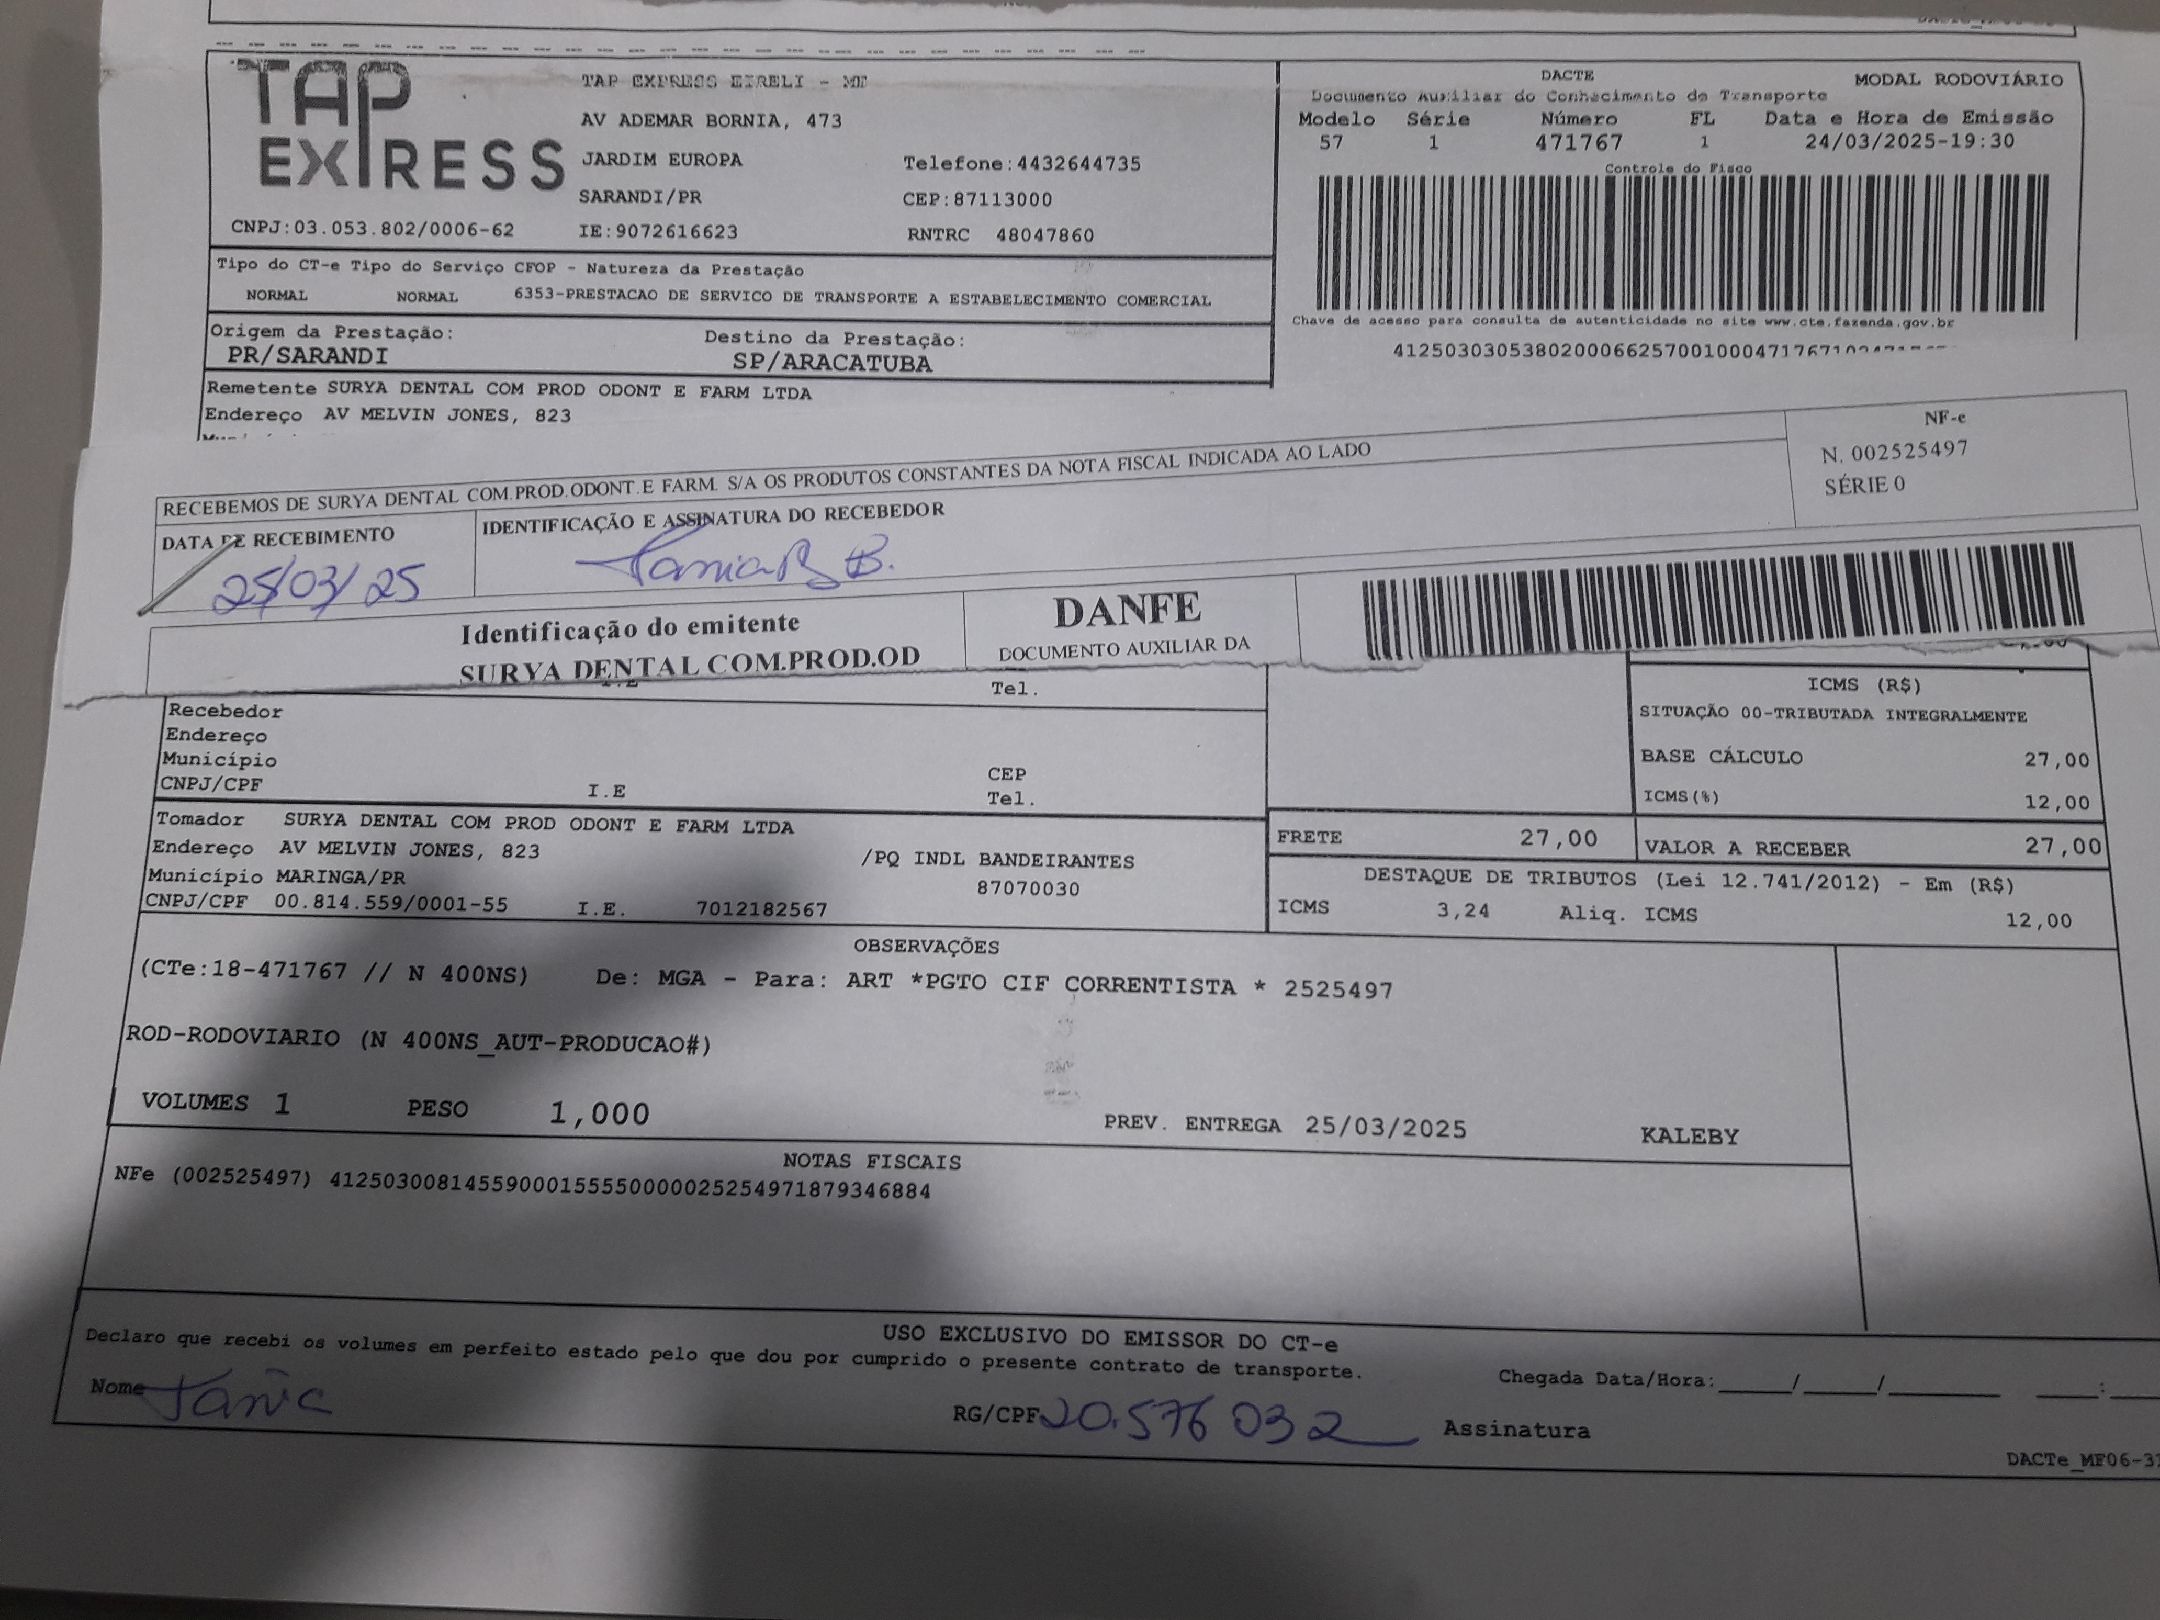 TAP EXPRESS
TAP EXPRESS EIRELI - ME
AV ADEMAR BORNIA, 473
JARDIM EUROPA Telefone:4432644735
SARANDI/PR CEP:87113000
CNPJ:03.053.802/0006-62 IE:9072616623 RNTRC 48047860
DACTE MODAL RODOVIÁRIO
Documento Auxiliar do Conhecimento de Transporte
Modelo Série Número FL Data e Hora de Emissão
57 1 471767 1 24/03/2025-19:30
Controle do Fisco
Chave de acesso para consulta de autenticidade no site www.cte.fazenda.gov.br
Tipo do CT-e Tipo do Serviço CFOP - Natureza da Prestação
NORMAL NORMAL 6353-PRESTACAO DE SERVICO DE TRANSPORTE A ESTABELECIMENTO COMERCIAL
Origem da Prestação: Destino da Prestação:
PR/SARANDI SP/ARACATUBA
Remetente SURYA DENTAL COM PROD ODONT E FARM LTDA
Endereço AV MELVIN JONES, 823
RECEBEMOS DE SURYA DENTAL COM.PROD.ODONT.E FARM. S/A OS PRODUTOS CONSTANTES DA NOTA FISCAL INDICADA AO LADO
NF-e
N. 002525497
SÉRIE 0
DATA DE RECEBIMENTO IDENTIFICAÇÃO E ASSINATURA DO RECEBEDOR
25/03/25 Tania B B.
Identificação do emitente
SURYA DENTAL COM.PROD.OD
DANFE
DOCUMENTO AUXILIAR DA
Tel.
Recebedor
Endereço
Município CEP
CNPJ/CPF I.E Tel.
ICMS (R$)
SITUAÇÃO 00-TRIBUTADA INTEGRALMENTE
BASE CÁLCULO 27,00
ICMS(%) 12,00
Tomador SURYA DENTAL COM PROD ODONT E FARM LTDA
Endereço AV MELVIN JONES, 823 /PQ INDL BANDEIRANTES
Município MARINGA/PR 87070030
CNPJ/CPF 00.814.559/0001-55 I.E. 7012182567
FRETE 27,00 VALOR A RECEBER 27,00
DESTAQUE DE TRIBUTOS (Lei 12.741/2012) - Em (R$)
ICMS 3,24 Aliq. ICMS 12,00
OBSERVAÇÕES
(CTe:18-471767 // N 400NS) De: MGA - Para: ART *PGTO CIF CORRENTISTA * 2525497
ROD-RODOVIARIO (N 400NS_AUT-PRODUCAO#)
VOLUMES 1 PESO 1,000 PREV. ENTREGA 25/03/2025 KALEBY
NOTAS FISCAIS
NFe (002525497) 41250300814559000155550000025254971879346884
USO EXCLUSIVO DO EMISSOR DO CT-e
Declaro que recebi os volumes em perfeito estado pelo que dou por cumprido o presente contrato de transporte.
Chegada Data/Hora:____/____/______ ___:
Nome Tania RG/CPF 20.576 032 Assinatura